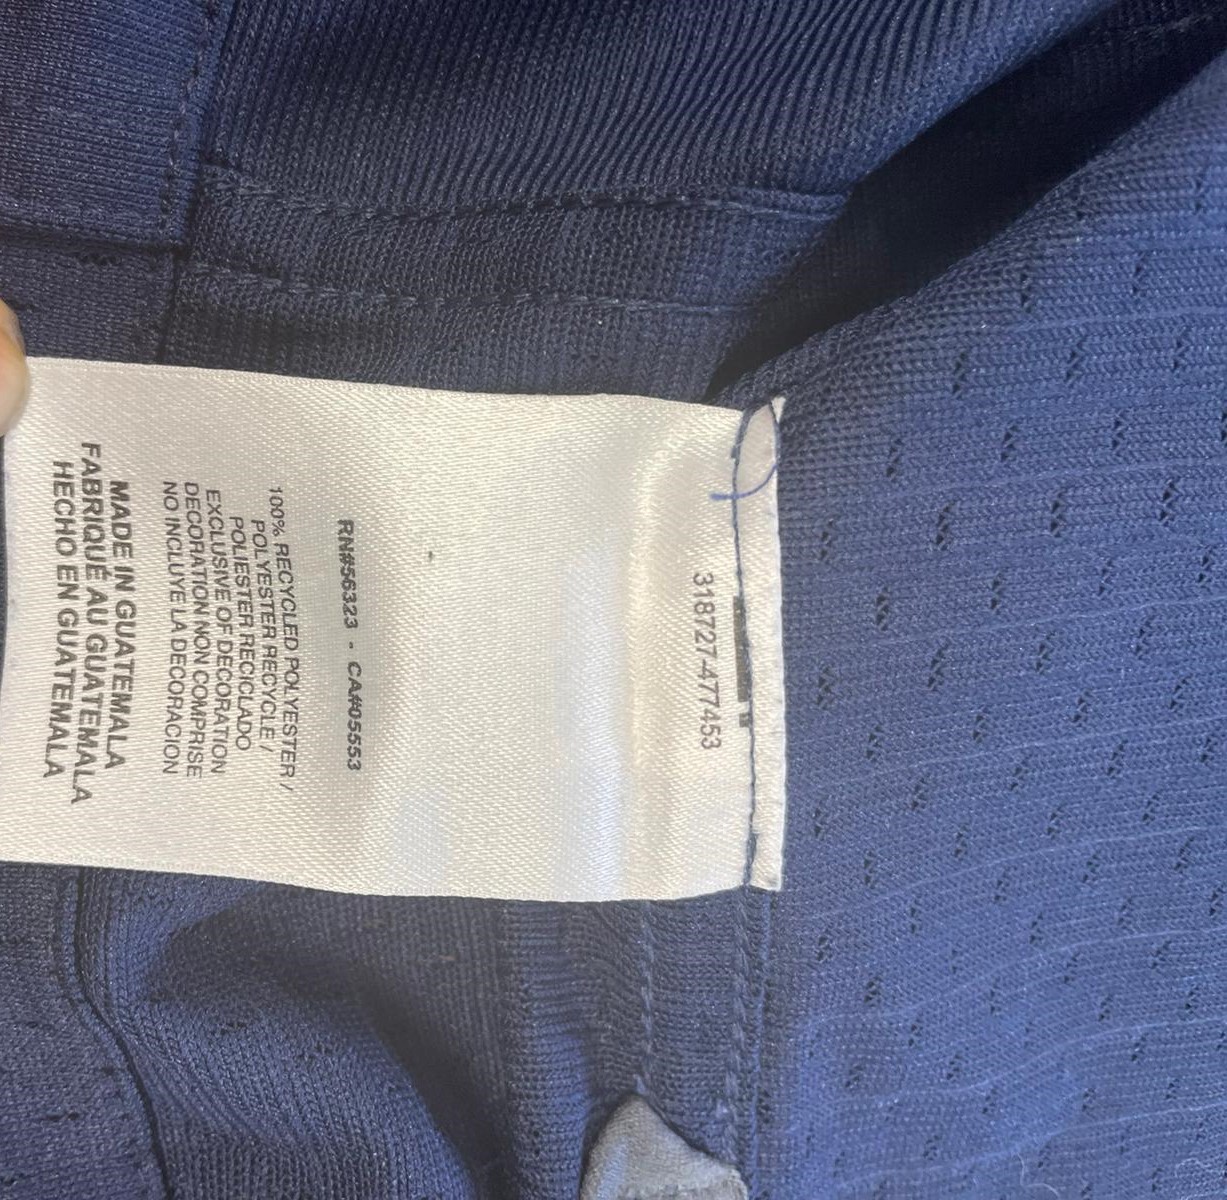 318727-477453
RN#56323 - CA#05553
100% RECYCLED POLYESTER /
POLYESTER RECYCLE /
POLIESTER RECICLADO
EXCLUSIVE OF DECORATION
DECORATION NON COMPRISE
NO INCLUYE LA DECORACION
MADE IN GUATEMALA
FABRIQUÉ AU GUATEMALA
HECHO EN GUATEMALA